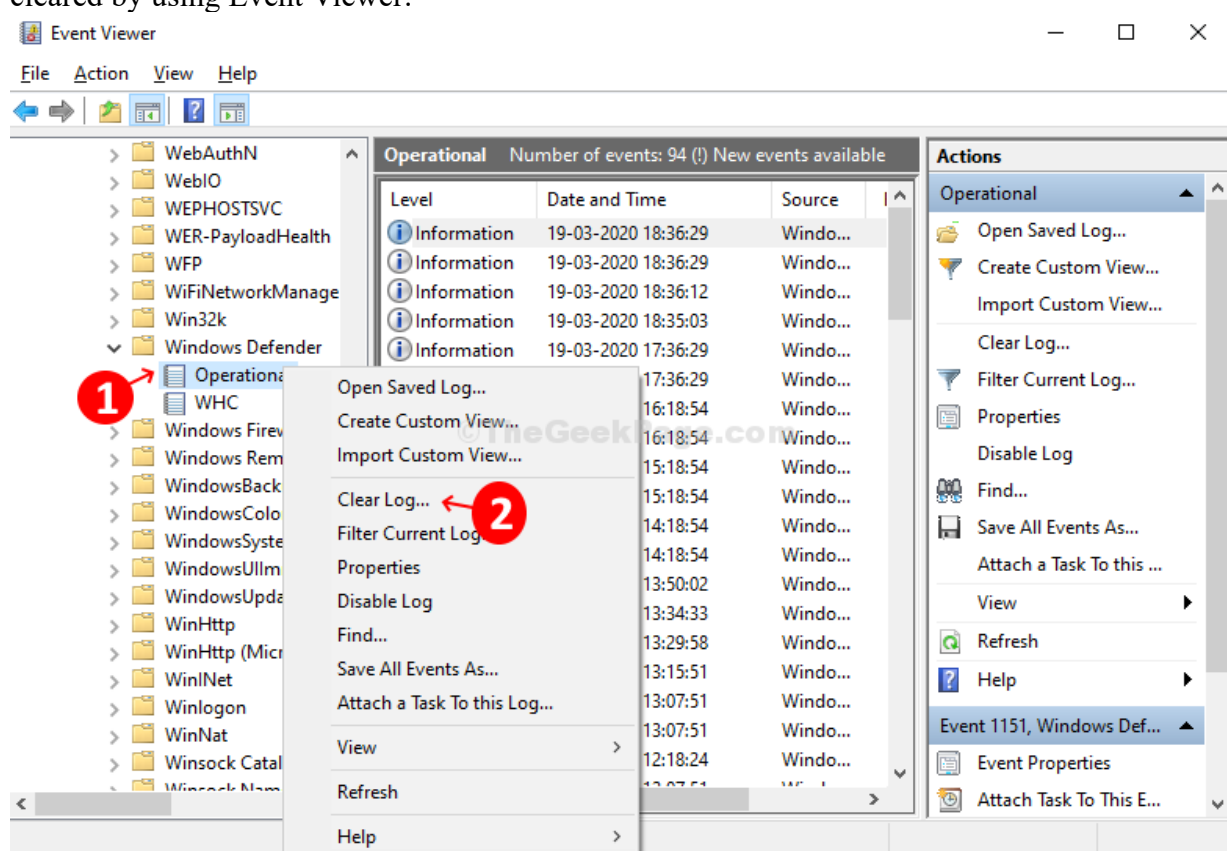 cleared by using Event Viewer.
Event Viewer
File Action View Help
WebAuthN
WebIO
WEPHOSTSVC
WER-PayloadHealth
WFP
WiFiNetworkManage
Win32k
Windows Defender
Operationa
WHC
Windows Firew
Windows Rem
WindowsBack
WindowsColo
WindowsSyste
WindowsUIIm
WindowsUpda
WinHttp
WinHttp (Micr
WinINet
Winlogon
WinNat
Winsock Catal
Winsock Nam
1
Operational Number of events: 94 (!) New events available
Level Date and Time Source
Information 19-03-2020 18:36:29 Windo...
Information 19-03-2020 18:36:29 Windo...
Information 19-03-2020 18:36:12 Windo...
Information 19-03-2020 18:35:03 Windo...
Information 19-03-2020 17:36:29 Windo...
17:36:29 Windo...
16:18:54 Windo...
16:18:54 Windo...
15:18:54 Windo...
15:18:54 Windo...
14:18:54 Windo...
14:18:54 Windo...
13:50:02 Windo...
13:34:33 Windo...
13:29:58 Windo...
13:15:51 Windo...
13:07:51 Windo...
13:07:51 Windo...
12:18:24 Windo...
Open Saved Log...
Create Custom View...
Import Custom View...
Clear Log...
2
Filter Current Log
Properties
Disable Log
Find...
Save All Events As...
Attach a Task To this Log...
View
Refresh
Help
©TheGeekPage.com
Actions
Operational
Open Saved Log...
Create Custom View...
Import Custom View...
Clear Log...
Filter Current Log...
Properties
Disable Log
Find...
Save All Events As...
Attach a Task To this ...
View
Refresh
Help
Event 1151, Windows Def...
Event Properties
Attach Task To This E...